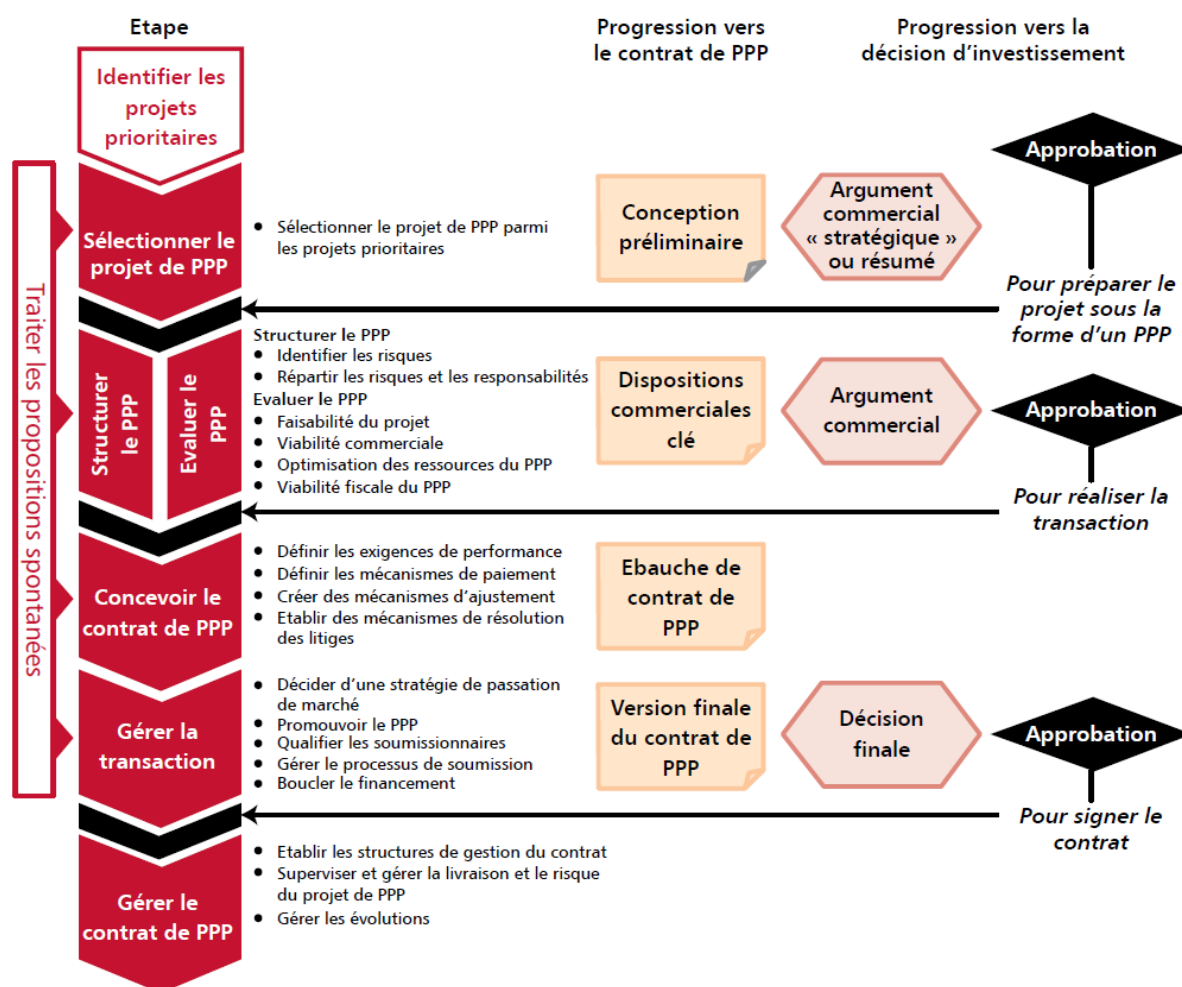 Etape
Progression vers
le contrat de PPP
Progression vers la
décision d'investissement
Identifier les
projets
prioritaires
Traiter les propositions spontanées
Sélectionner le
projet de PPP
• Sélectionner le projet de PPP parmi
les projets prioritaires
Conception
préliminaire
Argument
commercial
« stratégique »
ou résumé
Approbation
Pour préparer le
projet sous la
forme d'un PPP
Structurer
le PPP
Evaluer le
PPP
Structurer le PPP
• Identifier les risques
• Répartir les risques et les responsabilités
Evaluer le PPP
• Faisabilité du projet
• Viabilité commerciale
• Optimisation des ressources du PPP
• Viabilité fiscale du PPP
Dispositions
commerciales
clé
Argument
commercial
Approbation
Pour réaliser la
transaction
Concevoir le
contrat de PPP
• Définir les exigences de performance
• Définir les mécanismes de paiement
• Créer des mécanismes d'ajustement
• Etablir des mécanismes de résolution
des litiges
Ebauche de
contrat de
PPP
Gérer la
transaction
• Décider d'une stratégie de passation
de marché
• Promouvoir le PPP
• Qualifier les soumissionnaires
• Gérer le processus de soumission
• Boucler le financement
Version finale
du contrat de
PPP
Décision
finale
Approbation
Pour signer le
contrat
Gérer le
contrat de PPP
• Etablir les structures de gestion du contrat
• Superviser et gérer la livraison et le risque
du projet de PPP
• Gérer les évolutions